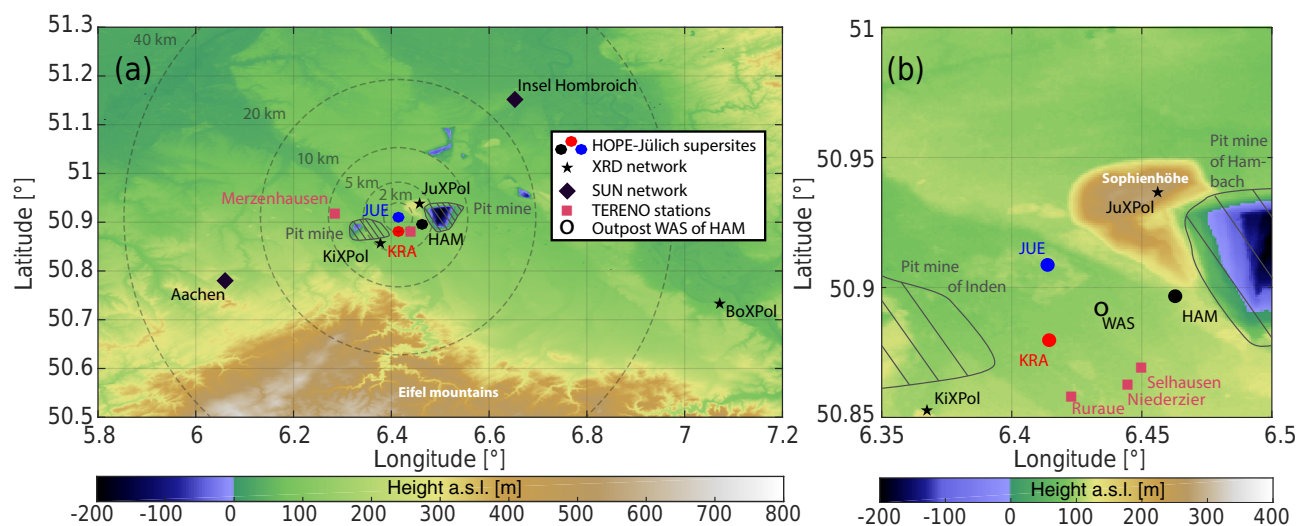 (a)
40 km
20 km
10 km
5 km
2 km
Insel Hombroich
HOPE-Jülich supersites
XRD network
SUN network
TERENO stations
Outpost WAS of HAM
Merzenhausen
JuXPol
JUE
Pit mine
Pit mine
HAM
KRA
KiXPol
Aachen
BoXPol
Eifel mountains
51.3
51.2
51.1
51
50.9
50.8
50.7
50.6
50.5
Latitude [°]
5.8 6 6.2 6.4 6.6 6.8 7 7.2
Longitude [°]
Height a.s.l. [m]
-200 -100 0 100 200 300 400 500 600 700 800
(b)
Pit mine
of Ham-
bach
Sophienhöhe
JuXPol
JUE
Pit mine
of Inden
WAS
HAM
KRA
Selhausen
Niederzier
Ruraue
KiXPol
51
50.95
50.9
50.85
Latitude [°]
6.35 6.4 6.45 6.5
Longitude [°]
Height a.s.l. [m]
-200 -100 0 100 200 300 400